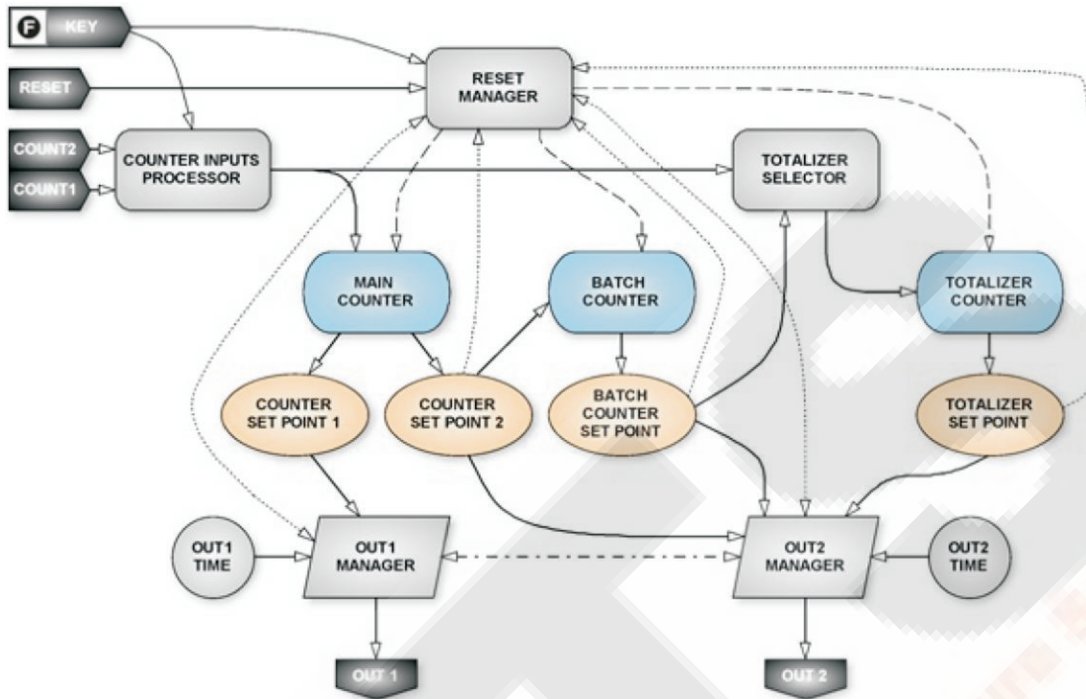 F KEY
RESET
MANAGER
RESET
COUNT2
COUNT1
COUNTER INPUTS
PROCESSOR
TOTALIZER
SELECTOR
MAIN
COUNTER
BATCH
COUNTER
TOTALIZER
COUNTER
COUNTER
SET POINT 1
COUNTER
SET POINT 2
BATCH
COUNTER
SET POINT
TOTALIZER
SET POINT
OUT1
TIME
OUT1
MANAGER
OUT2
MANAGER
OUT2
TIME
OUT 1
OUT 2